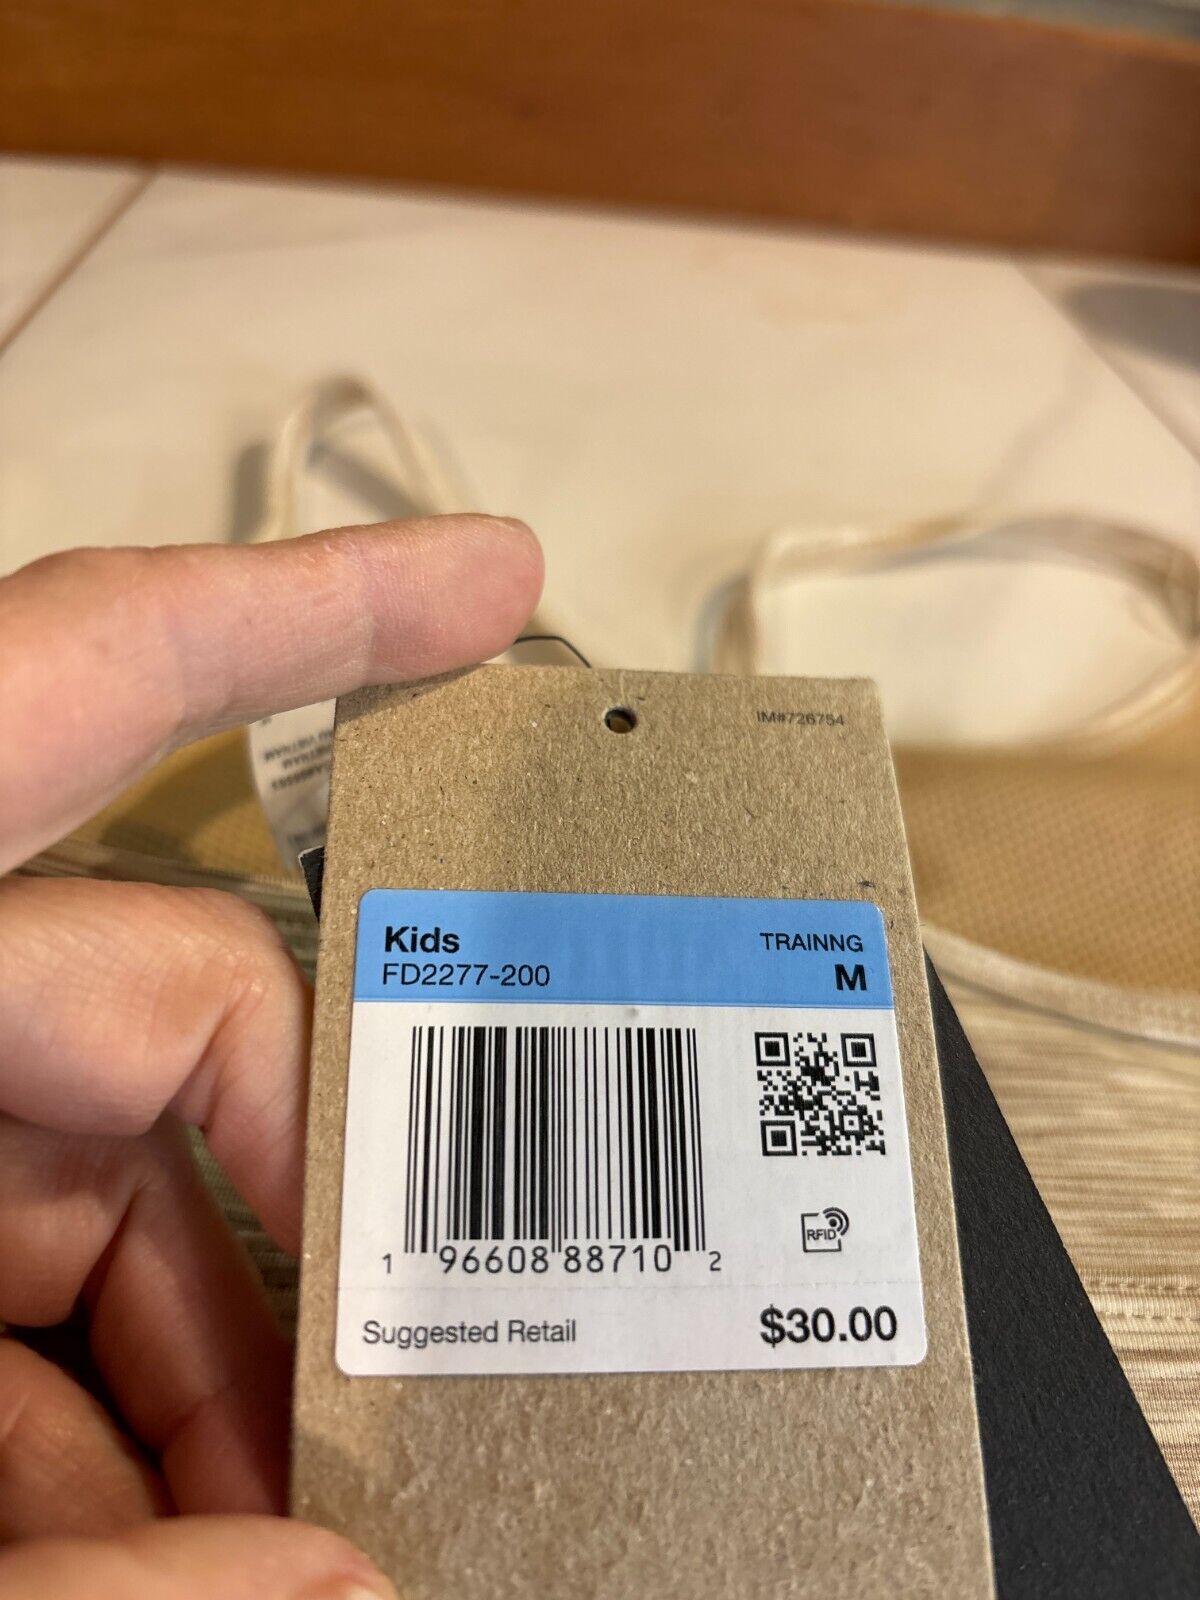 IM#726754
Kids
TRAINNG
FD2277-200
M
RFID
1 96608 88710 2
Suggested Retail
$30.00